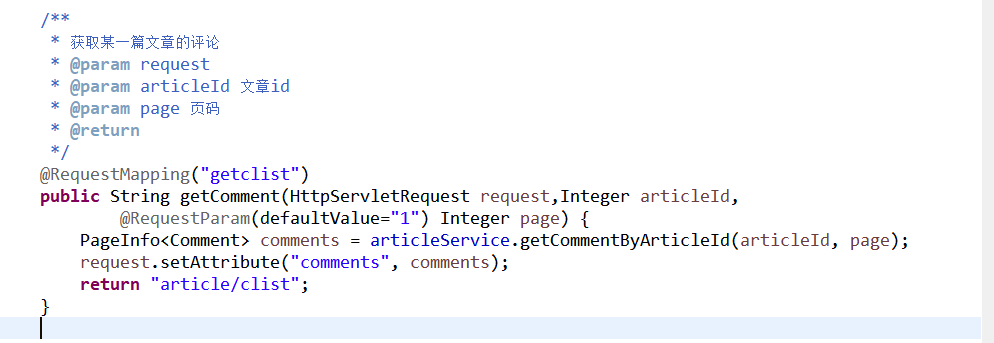 /**
 * 获取某一篇文章的评论
 * @param request
 * @param articleId 文章id
 * @param page 页码
 * @return
 */
@RequestMapping("getclist")
public String getComment(HttpServletRequest request,Integer articleId,
        @RequestParam(defaultValue="1") Integer page) {
    PageInfo<Comment> comments = articleService.getCommentByArticleId(articleId, page);
    request.setAttribute("comments", comments);
    return "article/clist";
}